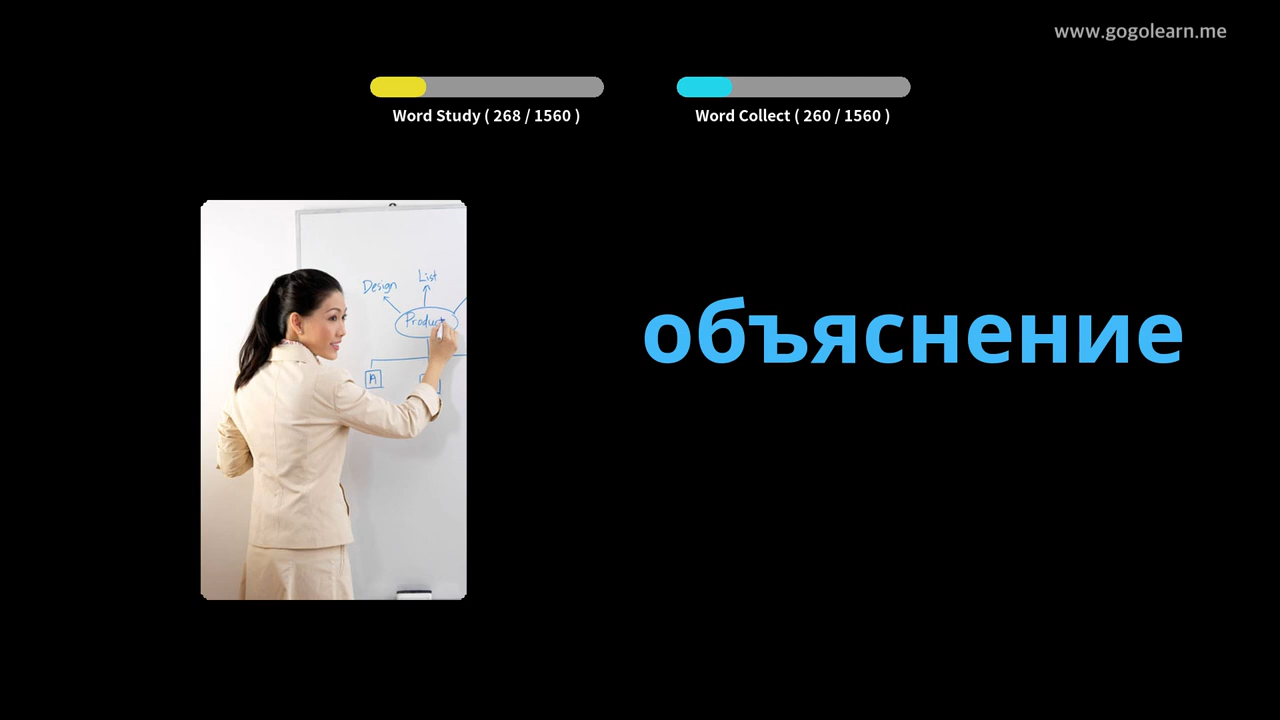 www.gogolearn.me
Word Study ( 268 / 1560 )
Word Collect ( 260 / 1560 )
объяснение
Design
List
Product
A